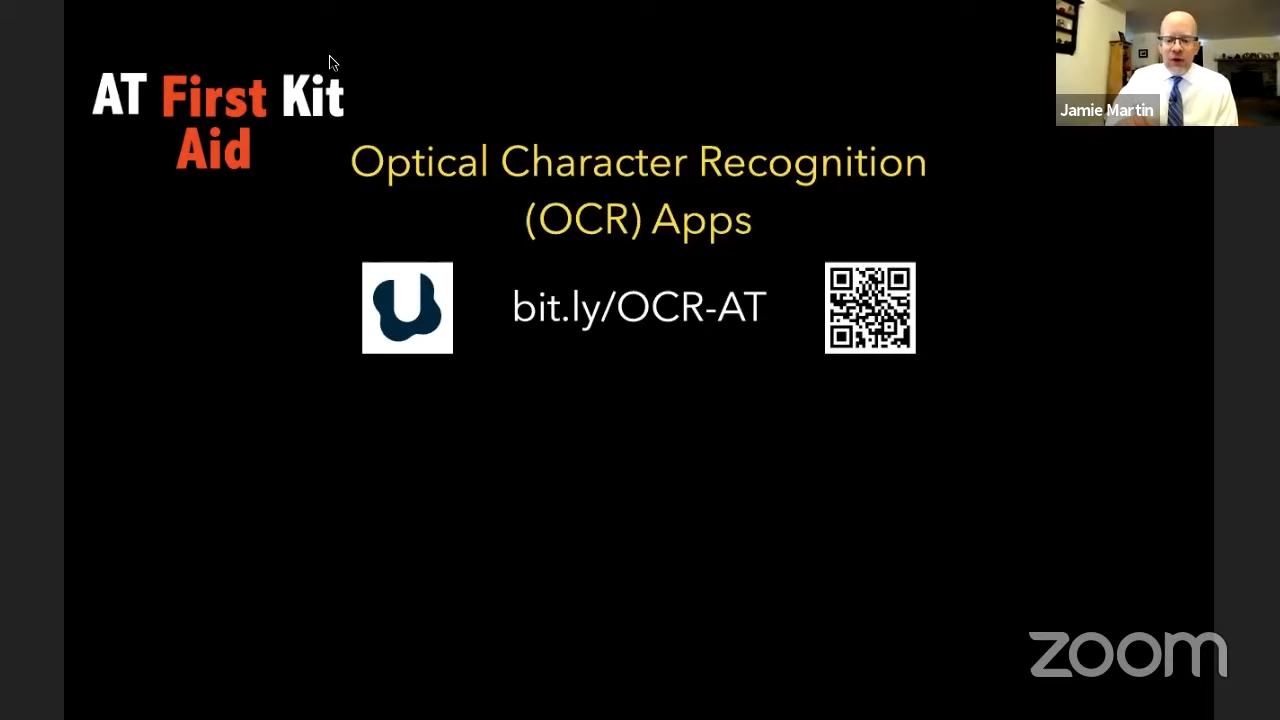 AT First Kit
Aid
Optical Character Recognition
(OCR) Apps
bit.ly/OCR-AT
Jamie Martin
zoom